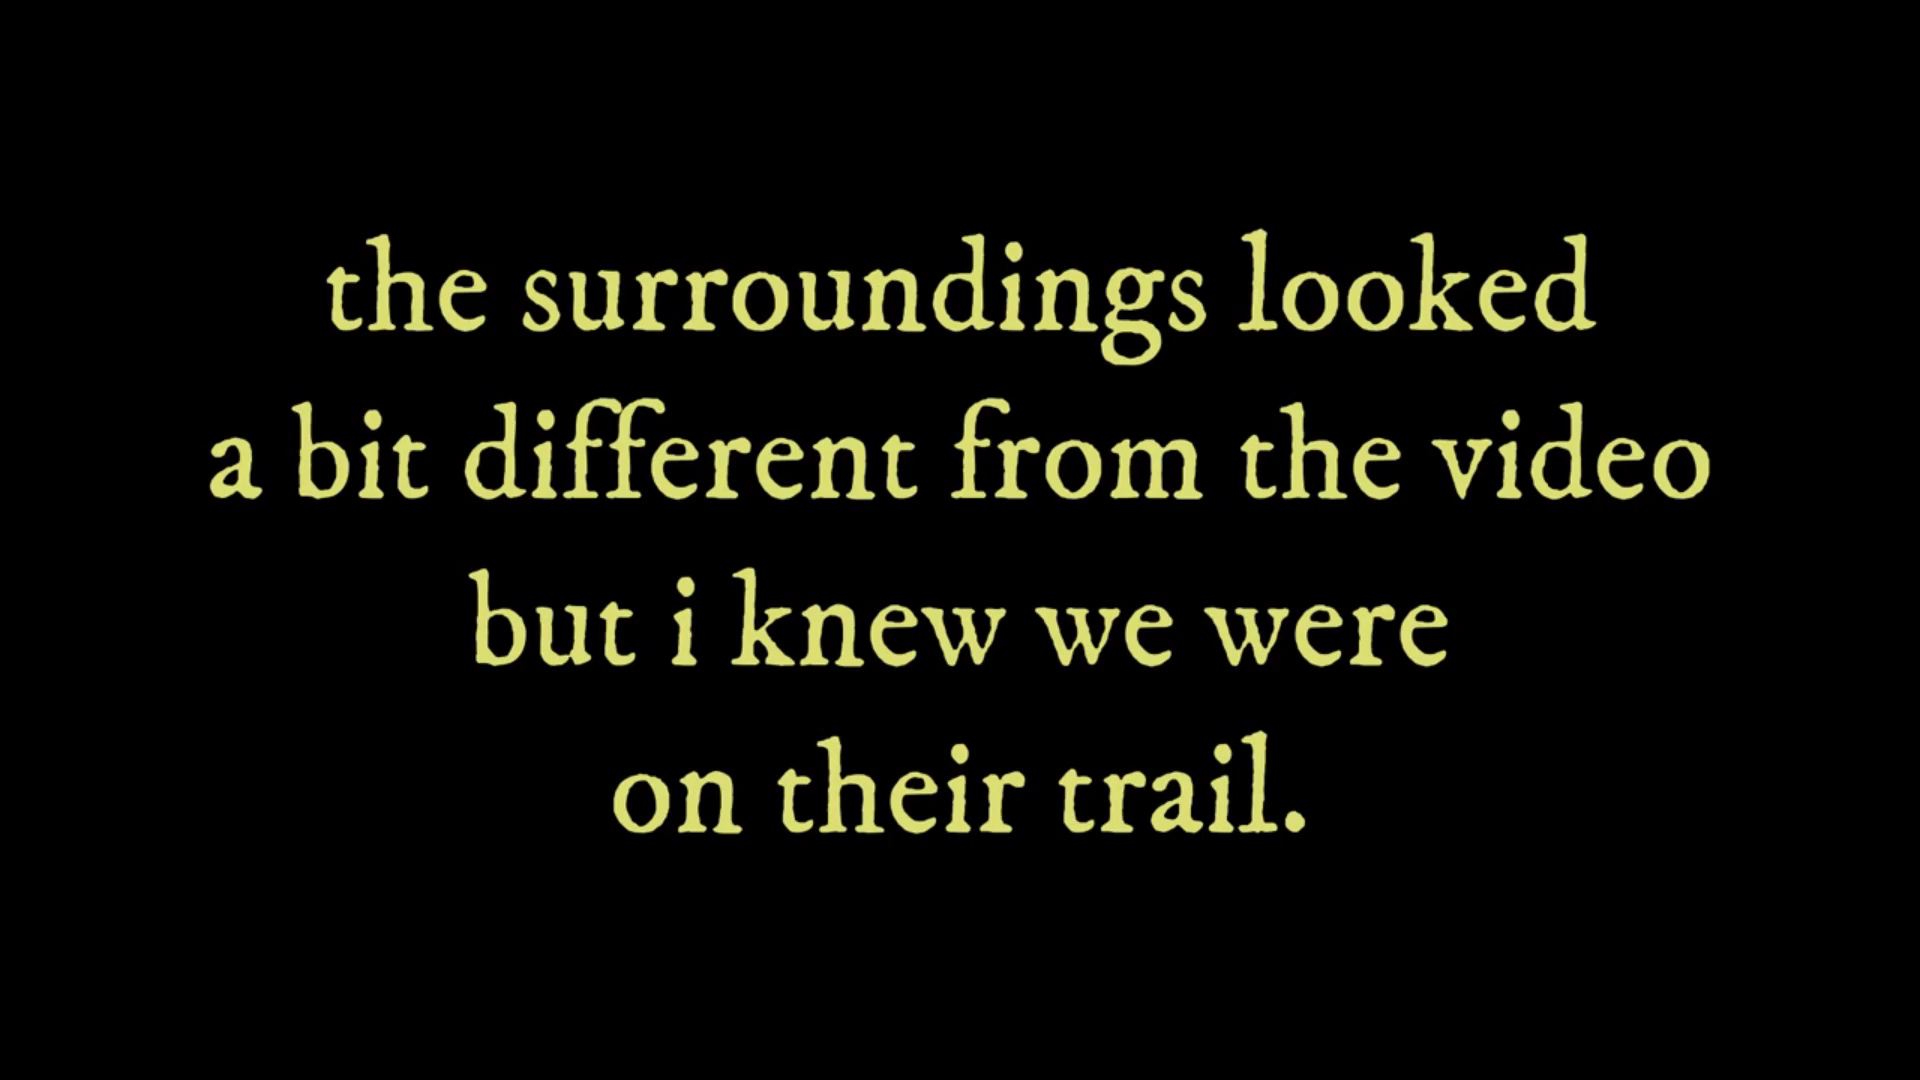 the surroundings looked
a bit different from the video
but i knew we were
on their trail.